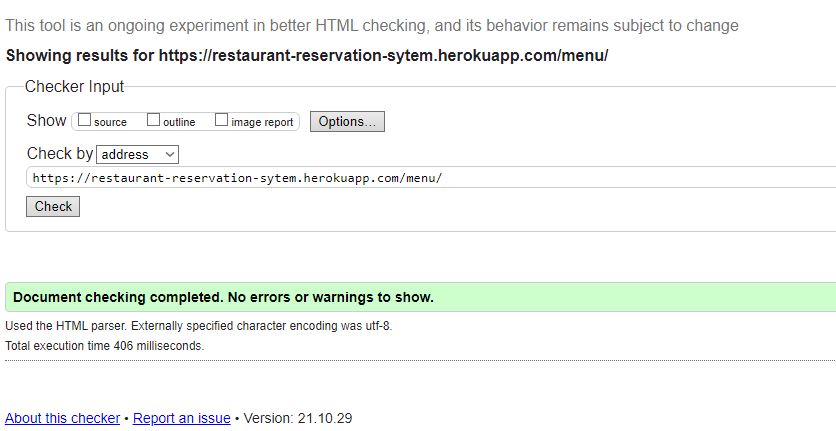 This tool is an ongoing experiment in better HTML checking, and its behavior remains subject to change
Showing results for https://restaurant-reservation-sytem.herokuapp.com/menu/
Checker Input
Show source outline image report Options...
Check by address
https://restaurant-reservation-sytem.herokuapp.com/menu/
Check
Document checking completed. No errors or warnings to show.
Used the HTML parser. Externally specified character encoding was utf-8.
Total execution time 406 milliseconds.
About this checker • Report an issue • Version: 21.10.29